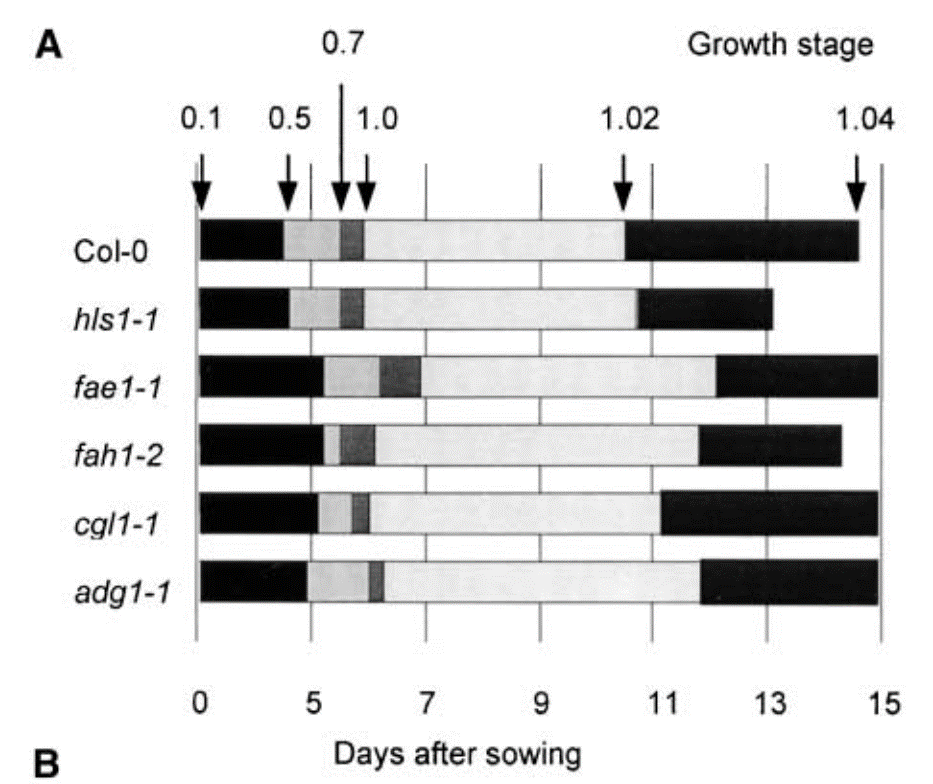 A
0.7
Growth stage
0.1 0.5 1.0 1.02 1.04
Col-0
hls1-1
fae1-1
fah1-2
cgl1-1
adg1-1
0 5 7 9 11 13 15
Days after sowing
B